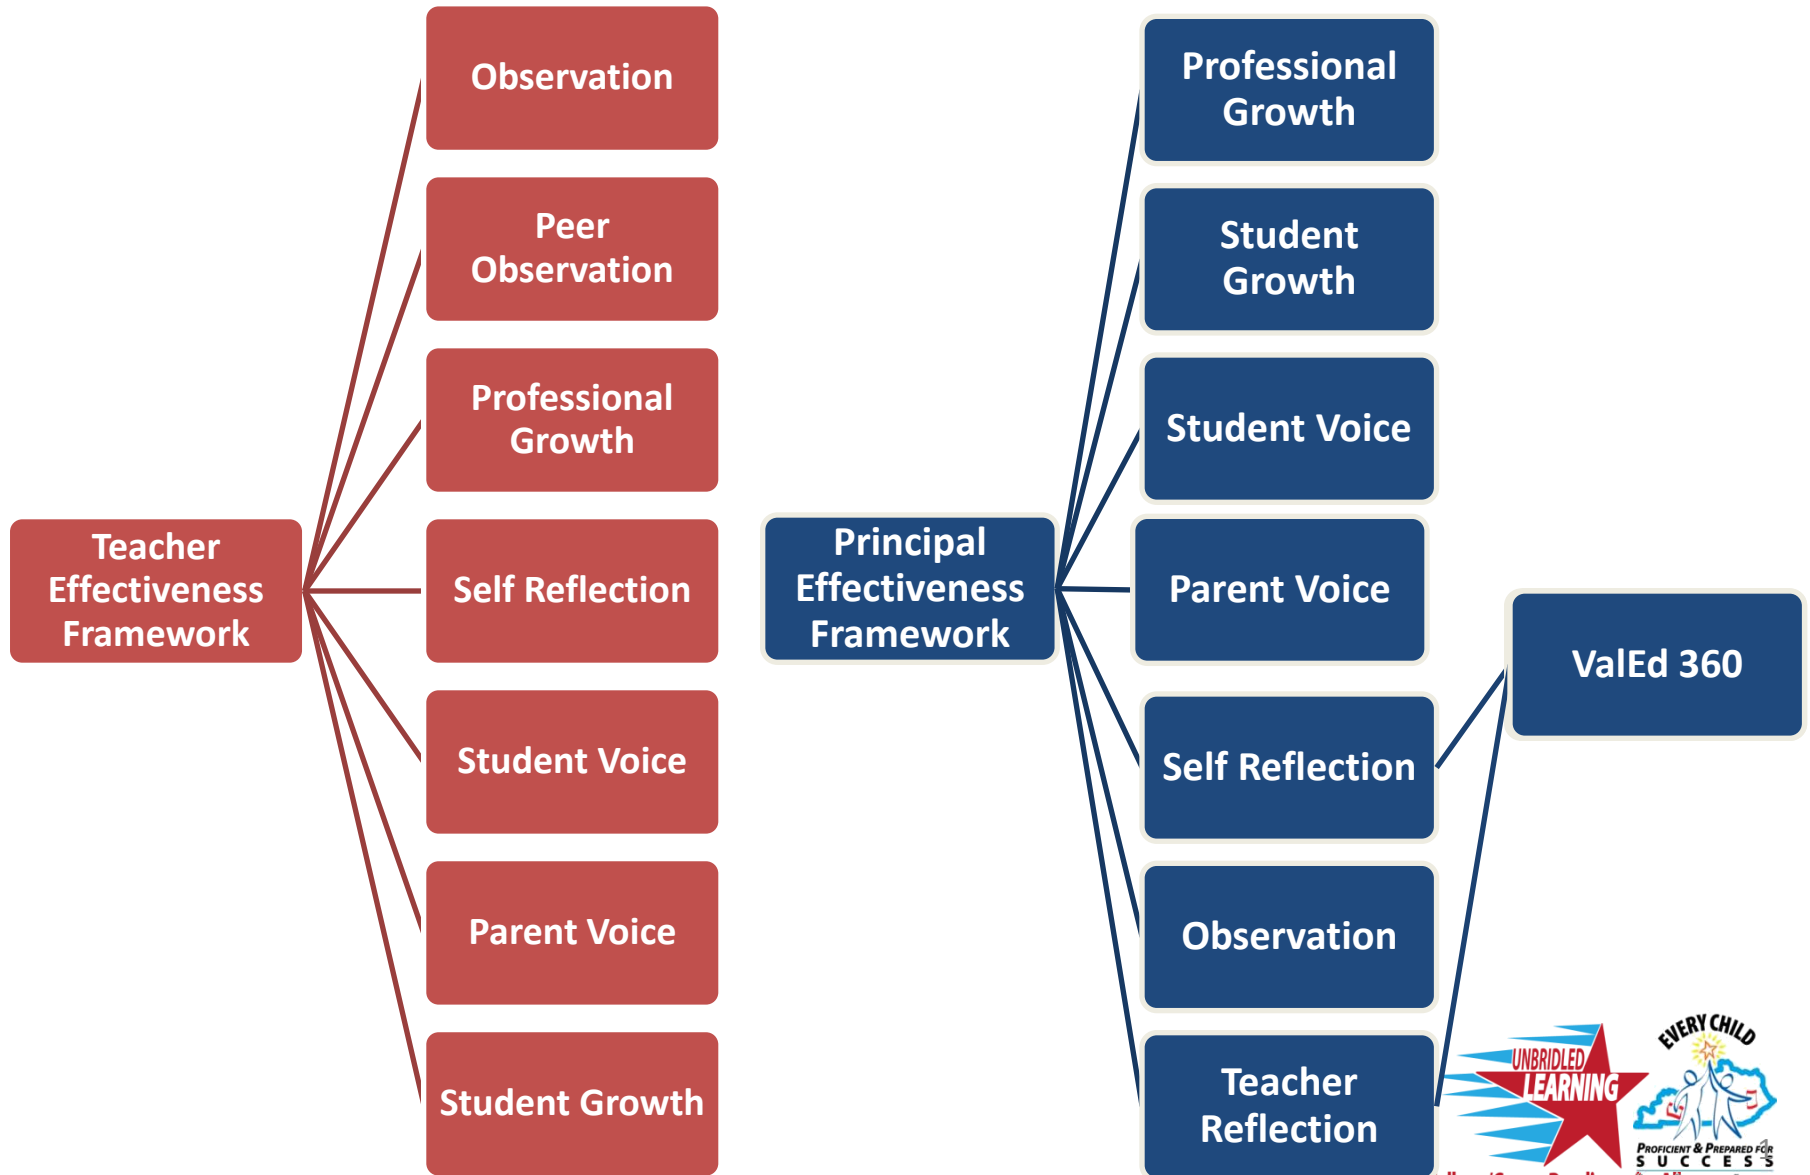 Teacher
Effectiveness
Framework
Observation
Peer
Observation
Professional
Growth
Self Reflection
Student Voice
Parent Voice
Student Growth
Principal
Effectiveness
Framework
Professional
Growth
Student
Growth
Student Voice
Parent Voice
Self Reflection
Observation
Teacher
Reflection
ValEd 360
UNBRIDLED
LEARNING
EVERY CHILD
PROFICIENT & PREPARED FOR
SUCCESS
1